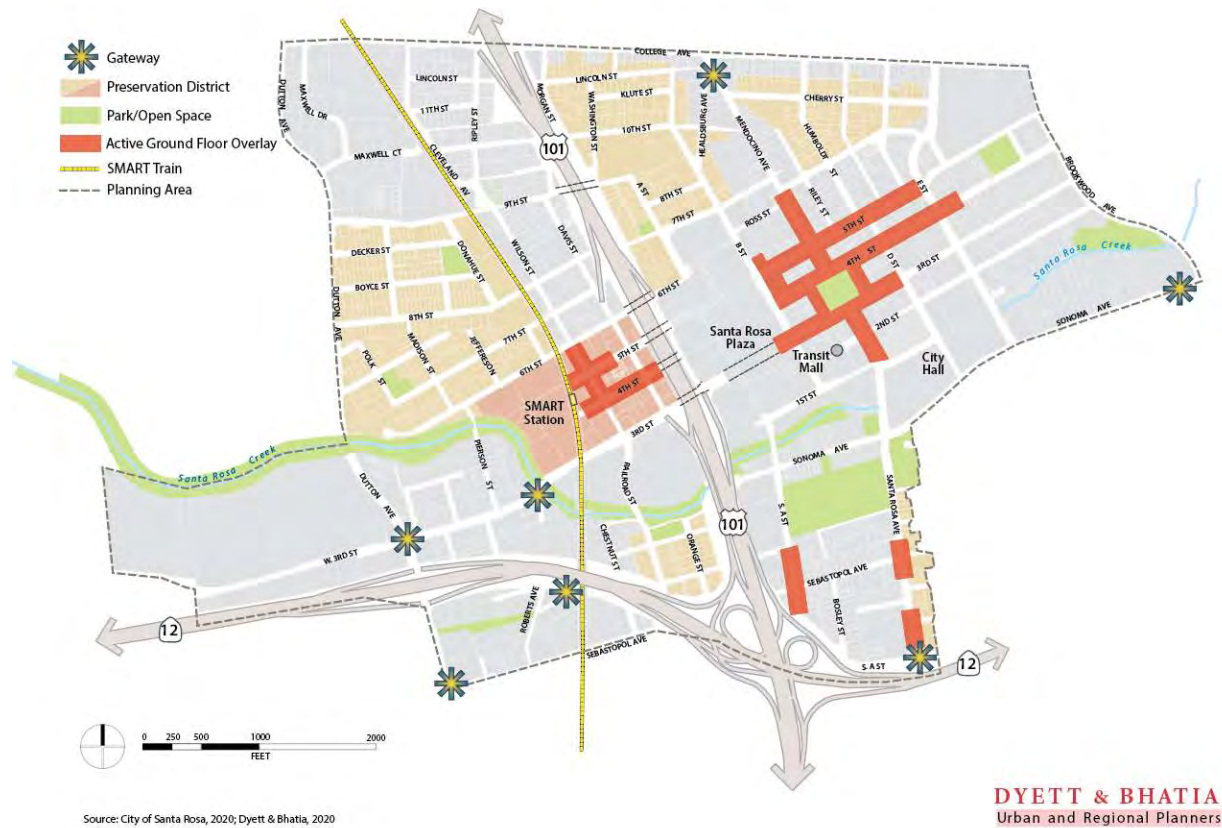 Gateway
Preservation District
Park/Open Space
Active Ground Floor Overlay
SMART Train
Planning Area
COLLEGE AVE
DUTTON AVE
MAXWELL DR
LINCOLN ST
11TH ST
RIPLEY ST
MAXWELL CT
CLEVELAND AV
MORGAN ST
101
WASHINGTON ST
LINCOLN ST
KLUTE ST
10TH ST
HEALDSBURG AVE
MENDOCINO AVE
CHERRY ST
HUMBOLDT ST
BROOKWOOD AVE
9TH ST
DAVIS ST
WILSON ST
A ST
8TH ST
7TH ST
ROSS ST
B ST
RILEY ST
E ST
5TH ST
4TH ST
D ST
3RD ST
2ND ST
Santa Rosa Creek
SONOMA AVE
DECKER ST
DONAHUE ST
BOYCE ST
DUTTON AVE
8TH ST
7TH ST
6TH ST
POLK ST
MADISON ST
JEFFERESON
6TH ST
5TH ST
4TH ST
3RD ST
SMART
Station
Santa Rosa
Plaza
Transit
Mall
City
Hall
1ST ST
Santa Rosa Creek
PIERSON ST
DUTTON AVE
W. 3RD ST
RAILROAD ST
CHESTNUT ST
ORANGE ST
101
SONOMA AVE
S. A ST
SANTA ROSA AVE
SEBASTOPOL AVE
BOSLEY ST
ROBERTS AVE
SEBASTOPOL AVE
S. A ST
12
12
0 250 500 1000 2000
FEET
Source: City of Santa Rosa, 2020; Dyett & Bhatia, 2020
DYETT & BHATIA
Urban and Regional Planners